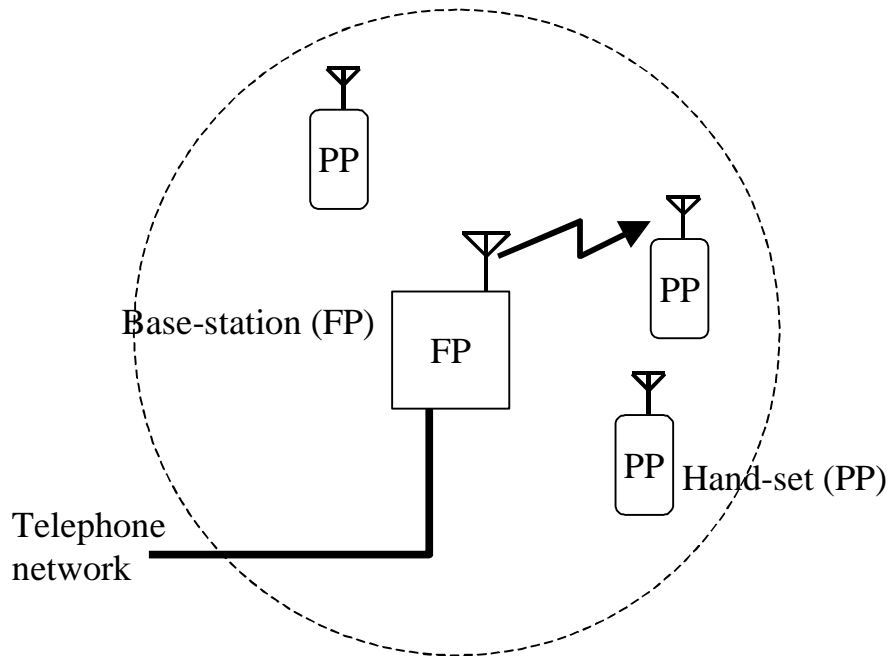 PP
PP
Base-station (FP)
FP
PP
Hand-set (PP)
Telephone
network